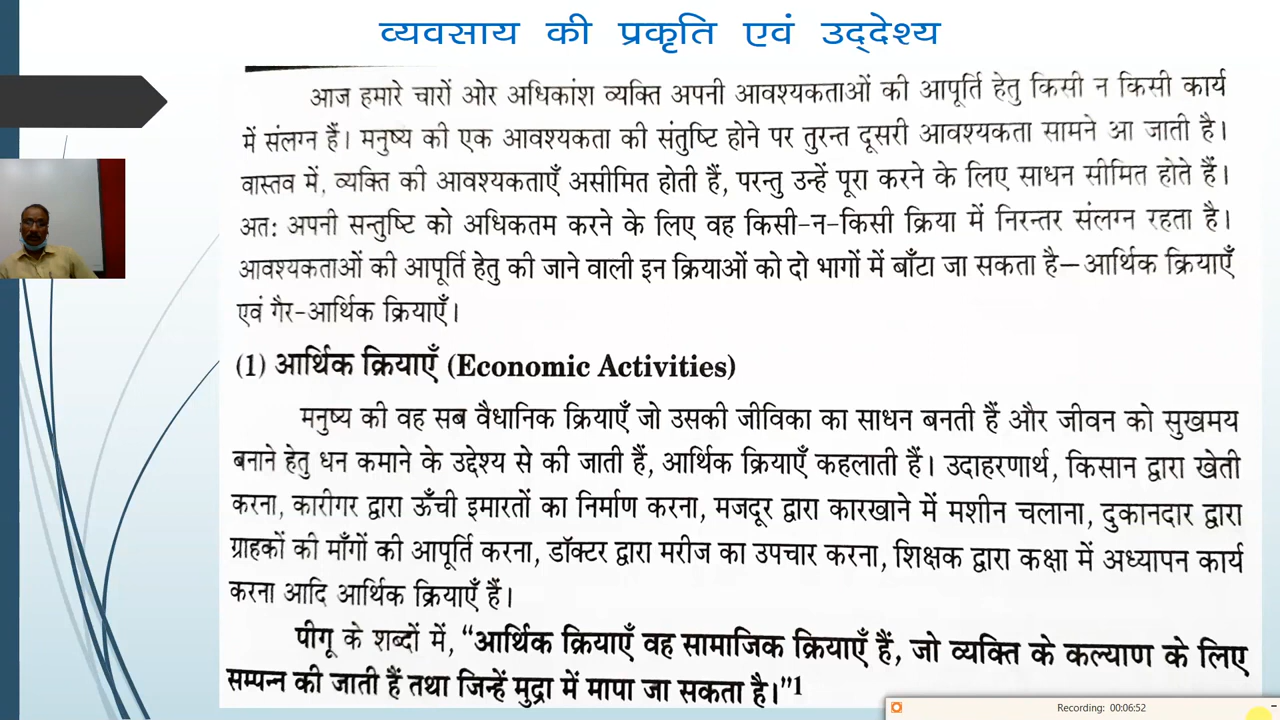 व्यवसाय की प्रकृति एवं उद्देश्य
आज हमारे चारों ओर अधिकांश व्यक्ति अपनी आवश्यकताओं की आपूर्ति हेतु किसी न किसी कार्य
में संलग्न हैं। मनुष्य की एक आवश्यकता की संतुष्टि होने पर तुरन्त दूसरी आवश्यकता सामने आ जाती है।
वास्तव में, व्यक्ति की आवश्यकताएँ असीमित होती हैं, परन्तु उन्हें पूरा करने के लिए साधन सीमित होते हैं।
अतः अपनी सन्तुष्टि को अधिकतम करने के लिए वह किसी-न-किसी क्रिया में निरन्तर संलग्न रहता है।
आवश्यकताओं की आपूर्ति हेतु की जाने वाली इन क्रियाओं को दो भागों में बाँटा जा सकता है—आर्थिक क्रियाएँ
एवं गैर-आर्थिक क्रियाएँ।
(1) आर्थिक क्रियाएँ (Economic Activities)
मनुष्य की वह सब वैधानिक क्रियाएँ जो उसकी जीविका का साधन बनती हैं और जीवन को सुखमय
बनाने हेतु धन कमाने के उद्देश्य से की जाती हैं, आर्थिक क्रियाएँ कहलाती हैं। उदाहरणार्थ, किसान द्वारा खेती
करना, कारीगर द्वारा ऊँची इमारतों का निर्माण करना, मजदूर द्वारा कारखाने में मशीन चलाना, दुकानदार द्वारा
ग्राहकों की माँगों की आपूर्ति करना, डॉक्टर द्वारा मरीज का उपचार करना, शिक्षक द्वारा कक्षा में अध्यापन कार्य
करना आदि आर्थिक क्रियाएँ हैं।
पीगू के शब्दों में, “आर्थिक क्रियाएँ वह सामाजिक क्रियाएँ हैं, जो व्यक्ति के कल्याण के लिए
सम्पन्न की जाती हैं तथा जिन्हें मुद्रा में मापा जा सकता है।”1
Recording: 00:06:52